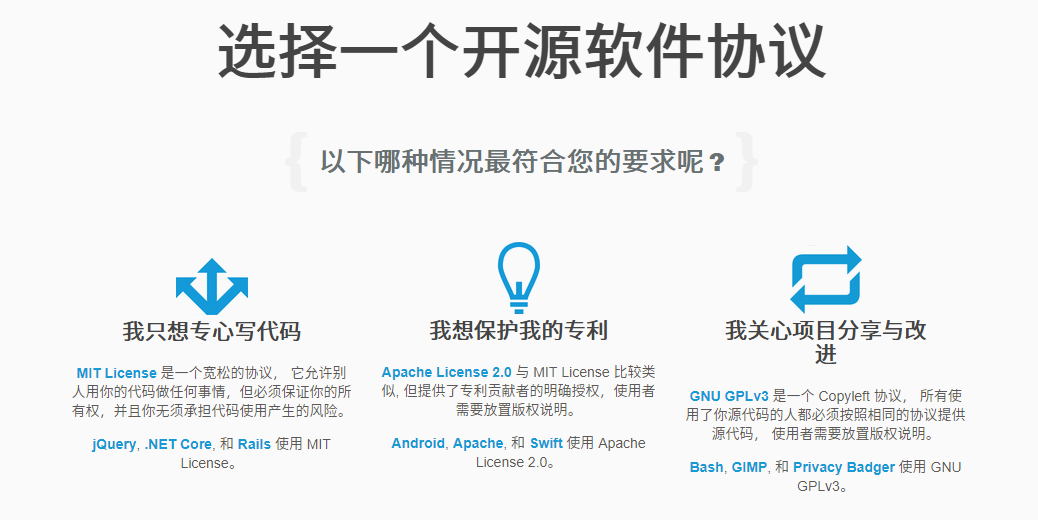 选择一个开源软件协议
{ 以下哪种情况最符合您的要求呢？ }
我只想专心写代码
MIT License 是一个宽松的协议， 它允许别
人用你的代码做任何事情，但必须保证你的所
有权，并且你无须承担代码使用产生的风险。
jQuery, .NET Core, 和 Rails 使用 MIT
License。
我想保护我的专利
Apache License 2.0 与 MIT License 比较类
似, 但提供了专利贡献者的明确授权，使用者
需要放置版权说明。
Android, Apache, 和 Swift 使用 Apache
License 2.0。
我关心项目分享与改
进
GNU GPLv3 是一个 Copyleft 协议， 所有使
用了你源代码的人都必须按照相同的协议提供
源代码， 使用者需要放置版权说明。
Bash, GIMP, 和 Privacy Badger 使用 GNU
GPLv3。